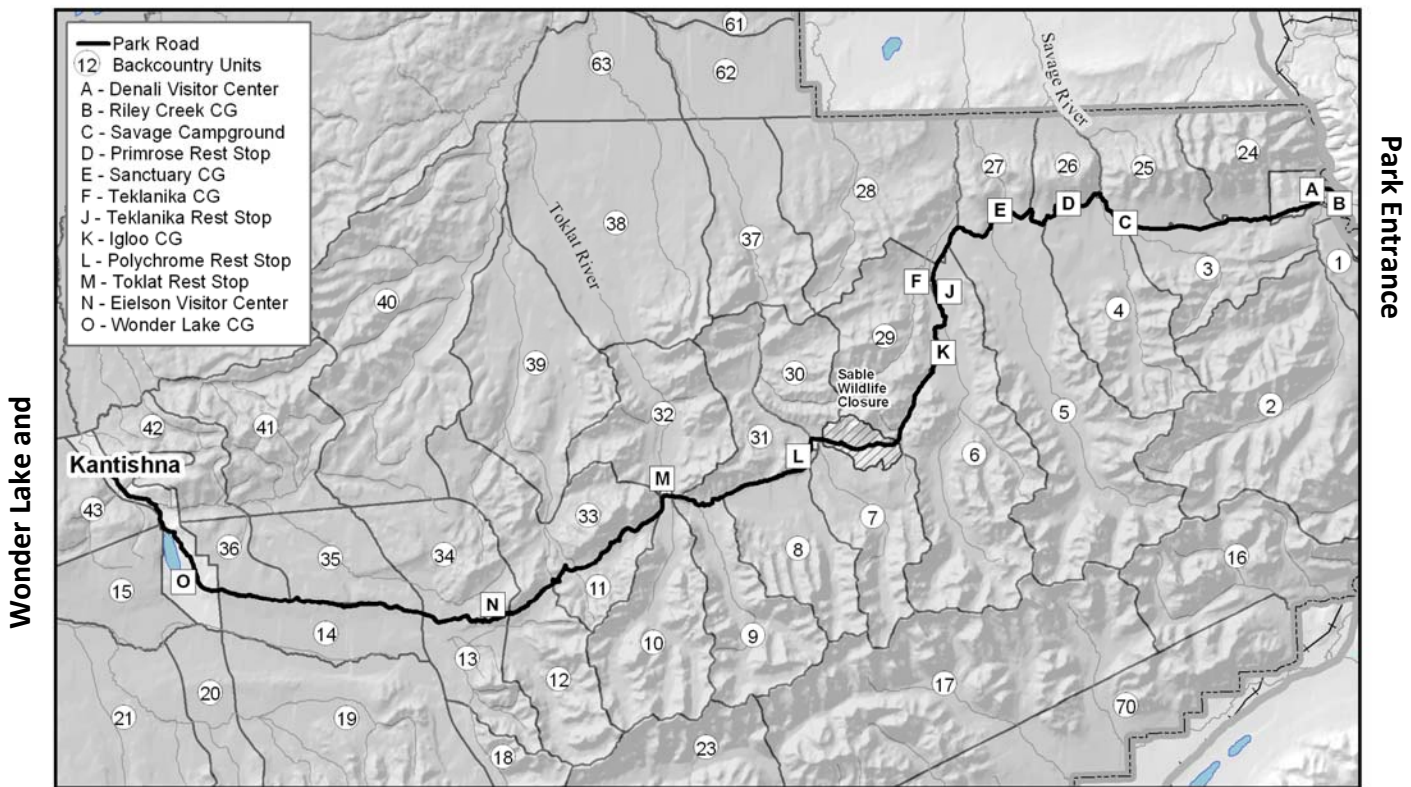 Park Road
12 Backcountry Units
A - Denali Visitor Center
B - Riley Creek CG
C - Savage Campground
D - Primrose Rest Stop
E - Sanctuary CG
F - Teklanika CG
J - Teklanika Rest Stop
K - Igloo CG
L - Polychrome Rest Stop
M - Toklat Rest Stop
N - Eielson Visitor Center
O - Wonder Lake CG
61
63
62
Savage River
24
27
26
25
28
A
B
E
D
C
Toklat River
38
37
3
1
40
F
J
4
29
K
39
30
Sable
Wildlife
Closure
32
5
2
42
41
31
L
6
Kantishna
M
43
33
7
36
35
34
8
16
15
O
11
N
14
10
9
13
12
20
17
21
19
70
18
23
Wonder Lake and
Park Entrance